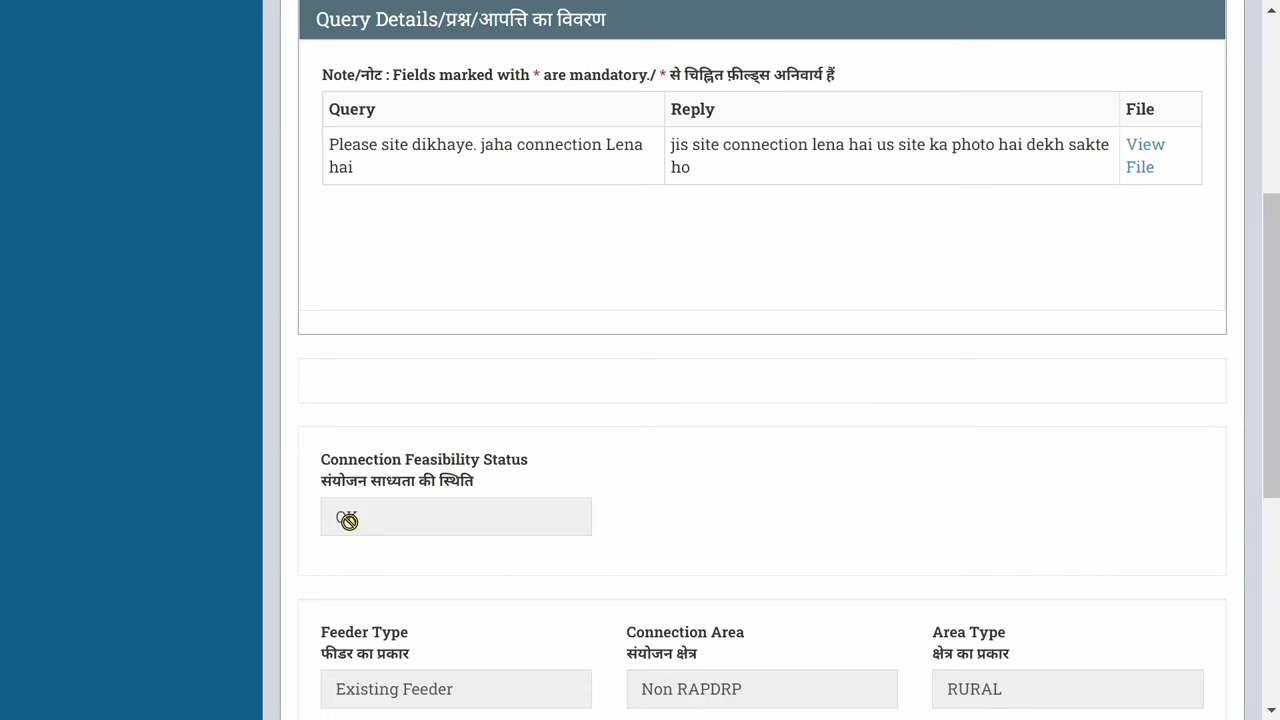 Query Details/प्रश्न/आपत्ति का विवरण
Note/नोट : Fields marked with * are mandatory./ * से चिह्नित फ़ील्ड्स अनिवार्य हैं
Query Reply File
Please site dikhaye. jaha connection Lena hai
jis site connection lena hai us site ka photo hai dekh sakte ho
View File
Connection Feasibility Status
संयोजन साध्यता की स्थिति
OK
Feeder Type
फीडर का प्रकार
Existing Feeder
Connection Area
संयोजन क्षेत्र
Non RAPDRP
Area Type
क्षेत्र का प्रकार
RURAL